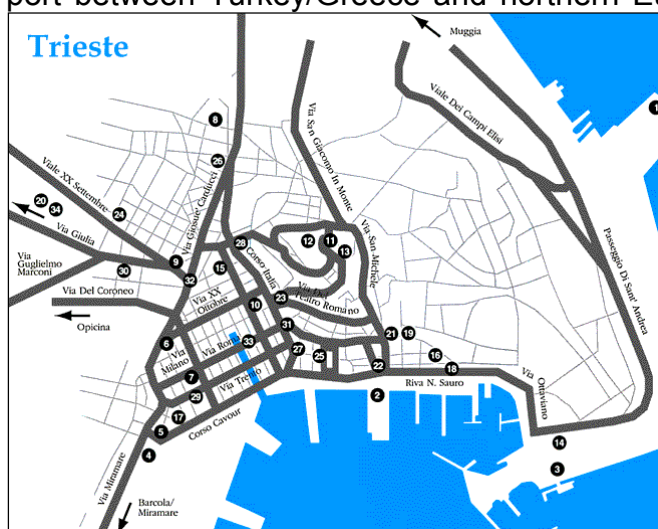 port between Turkey/Greece and northern Eu
Trieste
Muggia
Viale Dei Campi Elisi
Via San Giacomo In Monte
Via Giosue Carducci
Viale XX Settembre
Via Giulia
Via
Guglielmo
Marconi
Via Del Coroneo
Opicina
Via XX
Ottobre
Corso Italia
Via Del
Teatro Romano
Via San Michele
Passeggio Di Sant' Andrea
Via
Milano
Via Roma
Via Trento
Corso Cavour
Riva N. Sauro
Via
Ottaviano
Via Miramare
Barcola/
Miramare
1
8
26
20
34
24
9
30
32
15
28
12
11
13
10
23
31
33
6
7
27
25
21
19
16
18
22
2
29
17
5
4
14
3